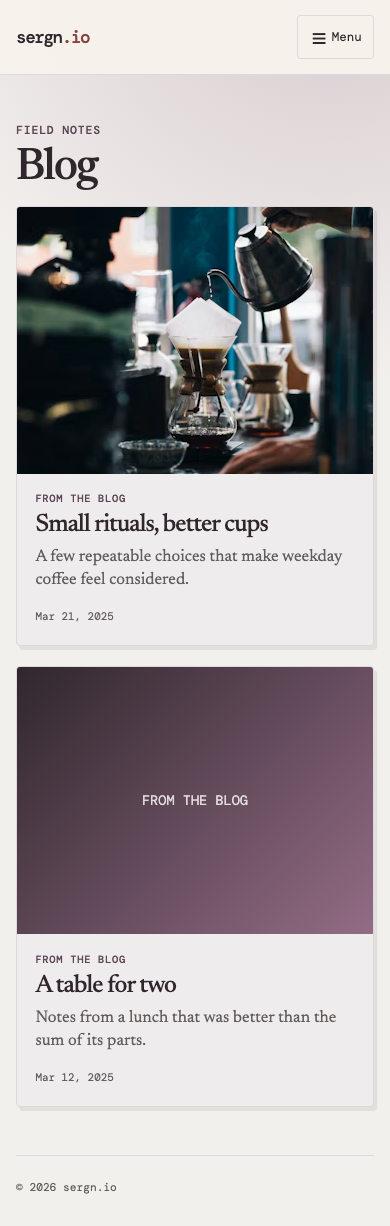 sergn.io
Menu
FIELD NOTES
Blog
FROM THE BLOG
Small rituals, better cups
A few repeatable choices that make weekday
coffee feel considered.
Mar 21, 2025
FROM THE BLOG
FROM THE BLOG
A table for two
Notes from a lunch that was better than the
sum of its parts.
Mar 12, 2025
© 2026 sergn.io